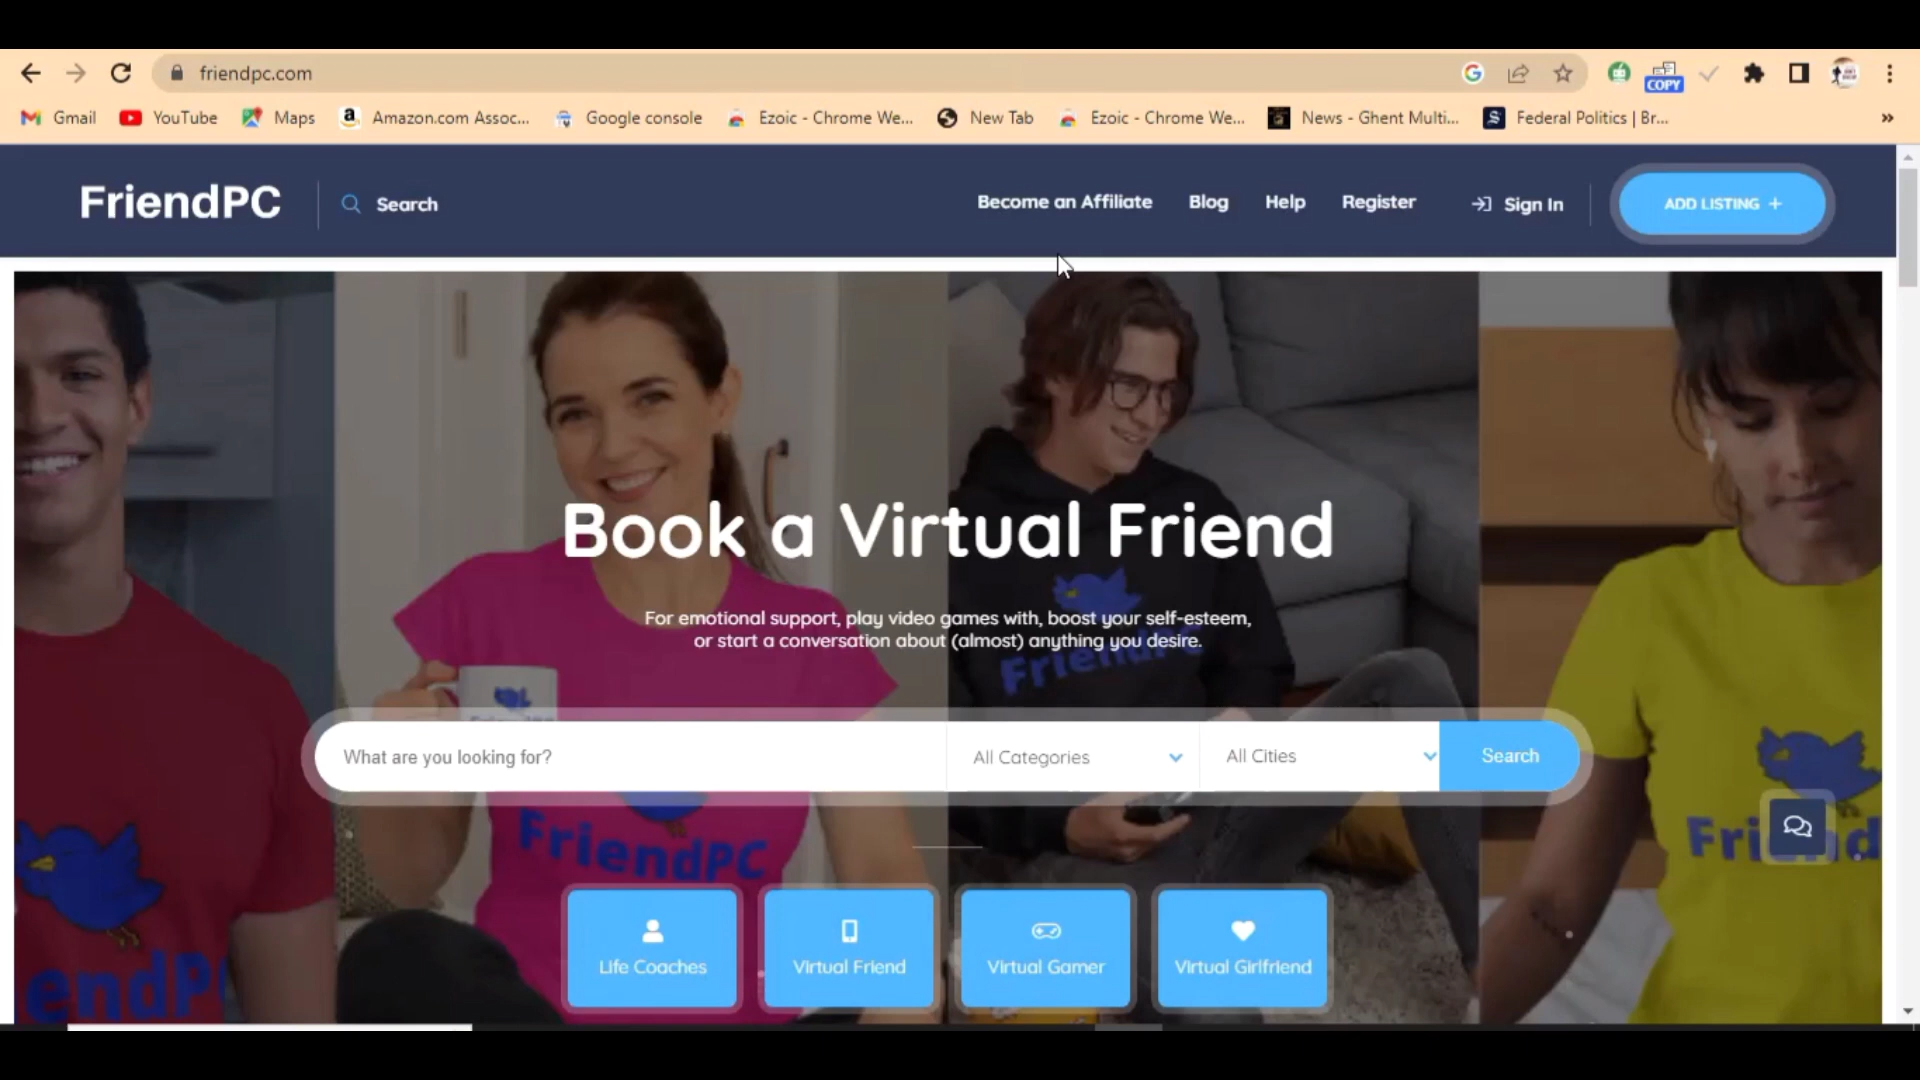 friendpc.com
COPY
Gmail
YouTube
Maps
Amazon.com Assoc...
Google console
Ezoic - Chrome We...
New Tab
Ezoic - Chrome We...
News - Ghent Multi...
Federal Politics | Br...
»
FriendPC
Search
Become an Affiliate
Blog
Help
Register
Sign In
ADD LISTING +
Book a Virtual Friend
For emotional support, play video games with, boost your self-esteem,
or start a conversation about (almost) anything you desire.
FriendPC
What are you looking for?
All Categories
All Cities
Search
FriendPC
Life Coaches
Virtual Friend
Virtual Gamer
Virtual Girlfriend